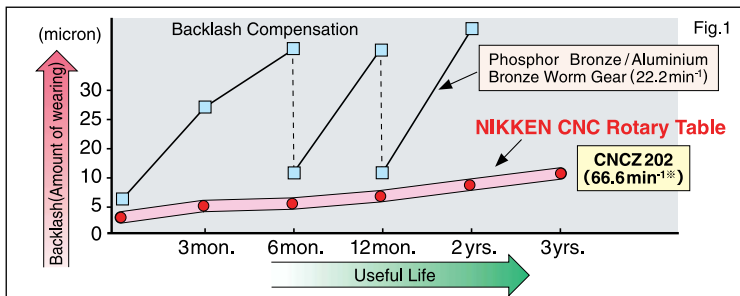 (micron)
Backlash Compensation
Fig.1
Phosphor Bronze/Aluminium
Bronze Worm Gear (22.2min⁻¹)
NIKKEN CNC Rotary Table
CNCZ 202
(66.6min⁻¹※)
Backlash(Amount of wearing)
30
25
20
10
5
0
3mon.
6mon.
12mon.
2yrs.
3yrs.
Useful Life